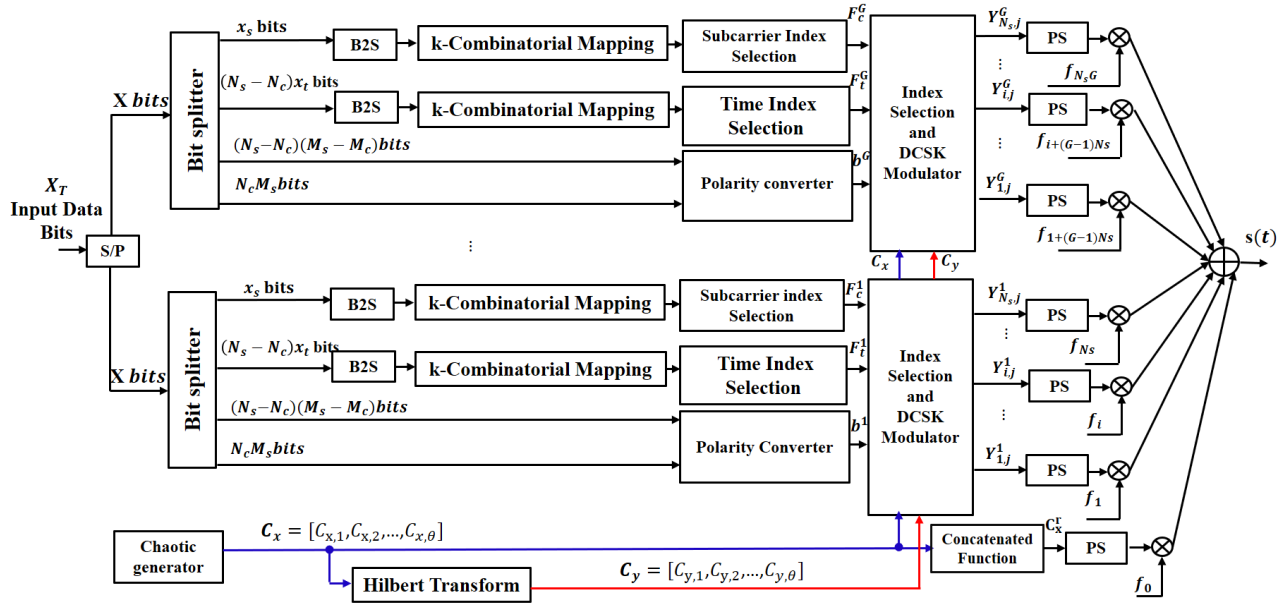 x_s bits
B2S
k-Combinatorial Mapping
Subcarrier Index
Selection
F_c^G
(N_s − N_c)x_t bits
B2S
k-Combinatorial Mapping
Time Index
Selection
F_t^G
(N_s−N_c)(M_s − M_c)bits
N_cM_sbits
Polarity converter
b^G
X bits
Bit splitter
Index
Selection
and
DCSK
Modulator
Y_{N_s,j}^G
PS
f_{N_sG}
⋮
Y_{i,j}^G
PS
f_{i+(G−1)Ns}
⋮
Y_{1,j}^G
PS
f_{1+(G−1)Ns}
X_T
Input Data
Bits
S/P
⋮
C_x
C_y
s(t)
x_s bits
B2S
k-Combinatorial Mapping
Subcarrier index
Selection
F_c^1
(N_s − N_c)x_t bits
B2S
k-Combinatorial Mapping
Time Index
Selection
F_t^1
(N_s−N_c)(M_s − M_c)bits
N_cM_sbits
Polarity Converter
b^1
X bits
Bit splitter
Index
Selection
and
DCSK
Modulator
Y_{N_s,j}^1
PS
f_{Ns}
⋮
Y_{i,j}^1
PS
f_i
⋮
Y_{1,j}^1
PS
f_1
Chaotic
generator
C_x = [C_{x,1},C_{x,2},…,C_{x,θ}]
Hilbert Transform
C_y = [C_{y,1},C_{y,2},…,C_{y,θ}]
Concatenated
Function
C_x^r
PS
f_0